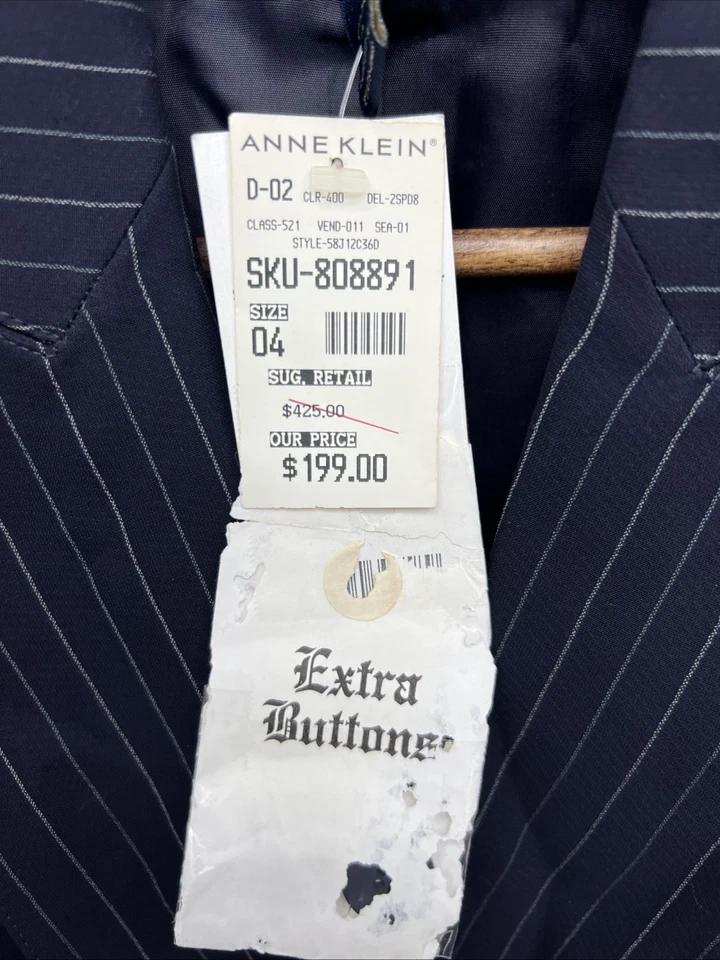 ANNE KLEIN®
D-02 CLR-400 DEL-2SPD8
CLASS-521 VEND-011 SEA-01
STYLE-58J12C36D
SKU-808891
SIZE
04
SUG. RETAIL
$425.00
OUR PRICE
$199.00
Extra
Buttons